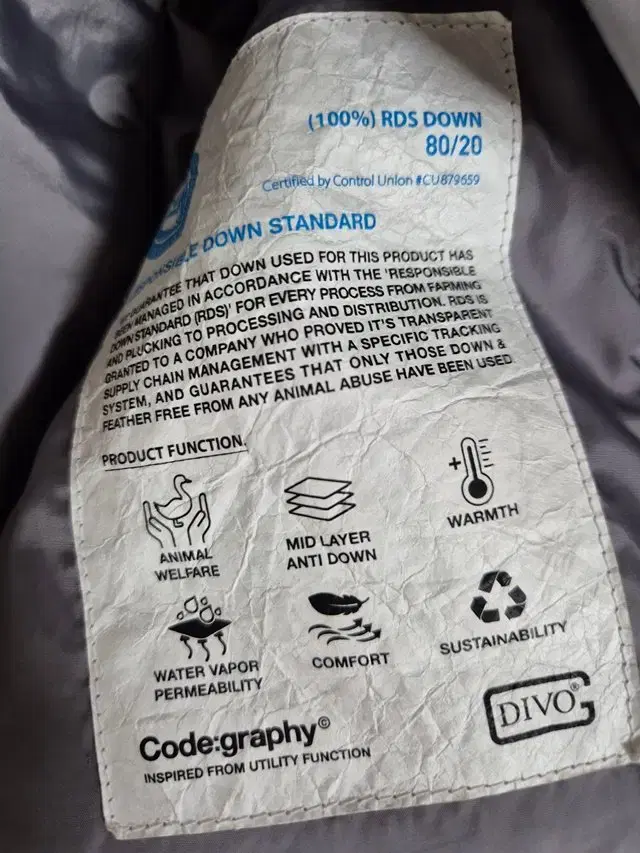 (100%) RDS DOWN
80/20
Certified by Control Union #CU879659
DOWN STANDARD
GUARANTEE THAT DOWN USED FOR THIS PRODUCT HAS
BEEN MANAGED IN ACCORDANCE WITH THE 'RESPONSIBLE
DOWN STANDARD (RDS)' FOR EVERY PROCESS FROM FARMING
AND PLUCKING TO PROCESSING AND DISTRIBUTION. RDS IS
GRANTED TO A COMPANY WHO PROVED IT'S TRANSPARENT
SUPPLY CHAIN MANAGEMENT WITH A SPECIFIC TRACKING
SYSTEM, AND GUARANTEES THAT ONLY THOSE DOWN &
FEATHER FREE FROM ANY ANIMAL ABUSE HAVE BEEN USED
PRODUCT FUNCTION.
ANIMAL
WELFARE
MID LAYER
ANTI DOWN
WARMTH
WATER VAPOR
PERMEABILITY
COMFORT
SUSTAINABILITY
Code:graphy©
INSPIRED FROM UTILITY FUNCTION
DIVO®